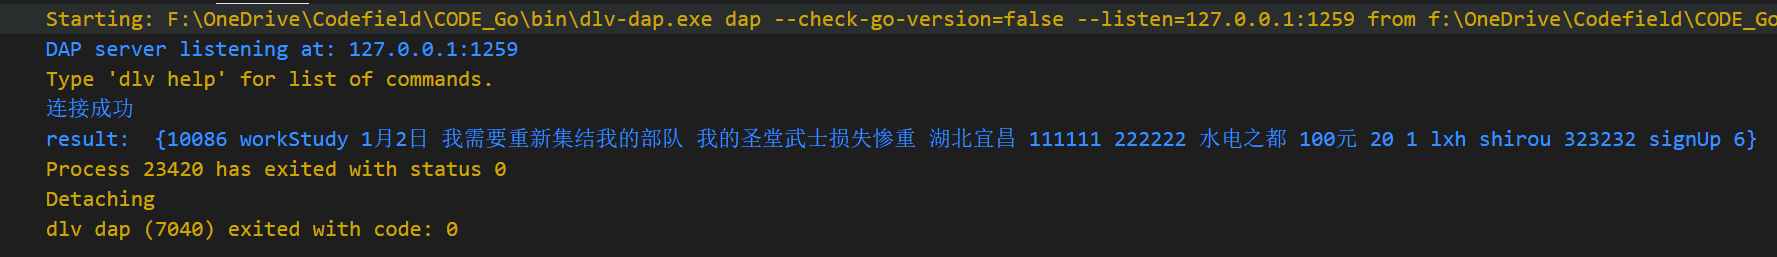 Starting: F:\OneDrive\Codefield\CODE_Go\bin\dlv-dap.exe dap --check-go-version=false --listen=127.0.0.1:1259 from f:\OneDrive\Codefield\CODE_Go
DAP server listening at: 127.0.0.1:1259
Type 'dlv help' for list of commands.
连接成功
result:  {10086 workStudy 1月2日 我需要重新集结我的部队 我的圣堂武士损失惨重 湖北宜昌 111111 222222 水电之都 100元 20 1 lxh shirou 323232 signUp 6}
Process 23420 has exited with status 0
Detaching
dlv dap (7040) exited with code: 0